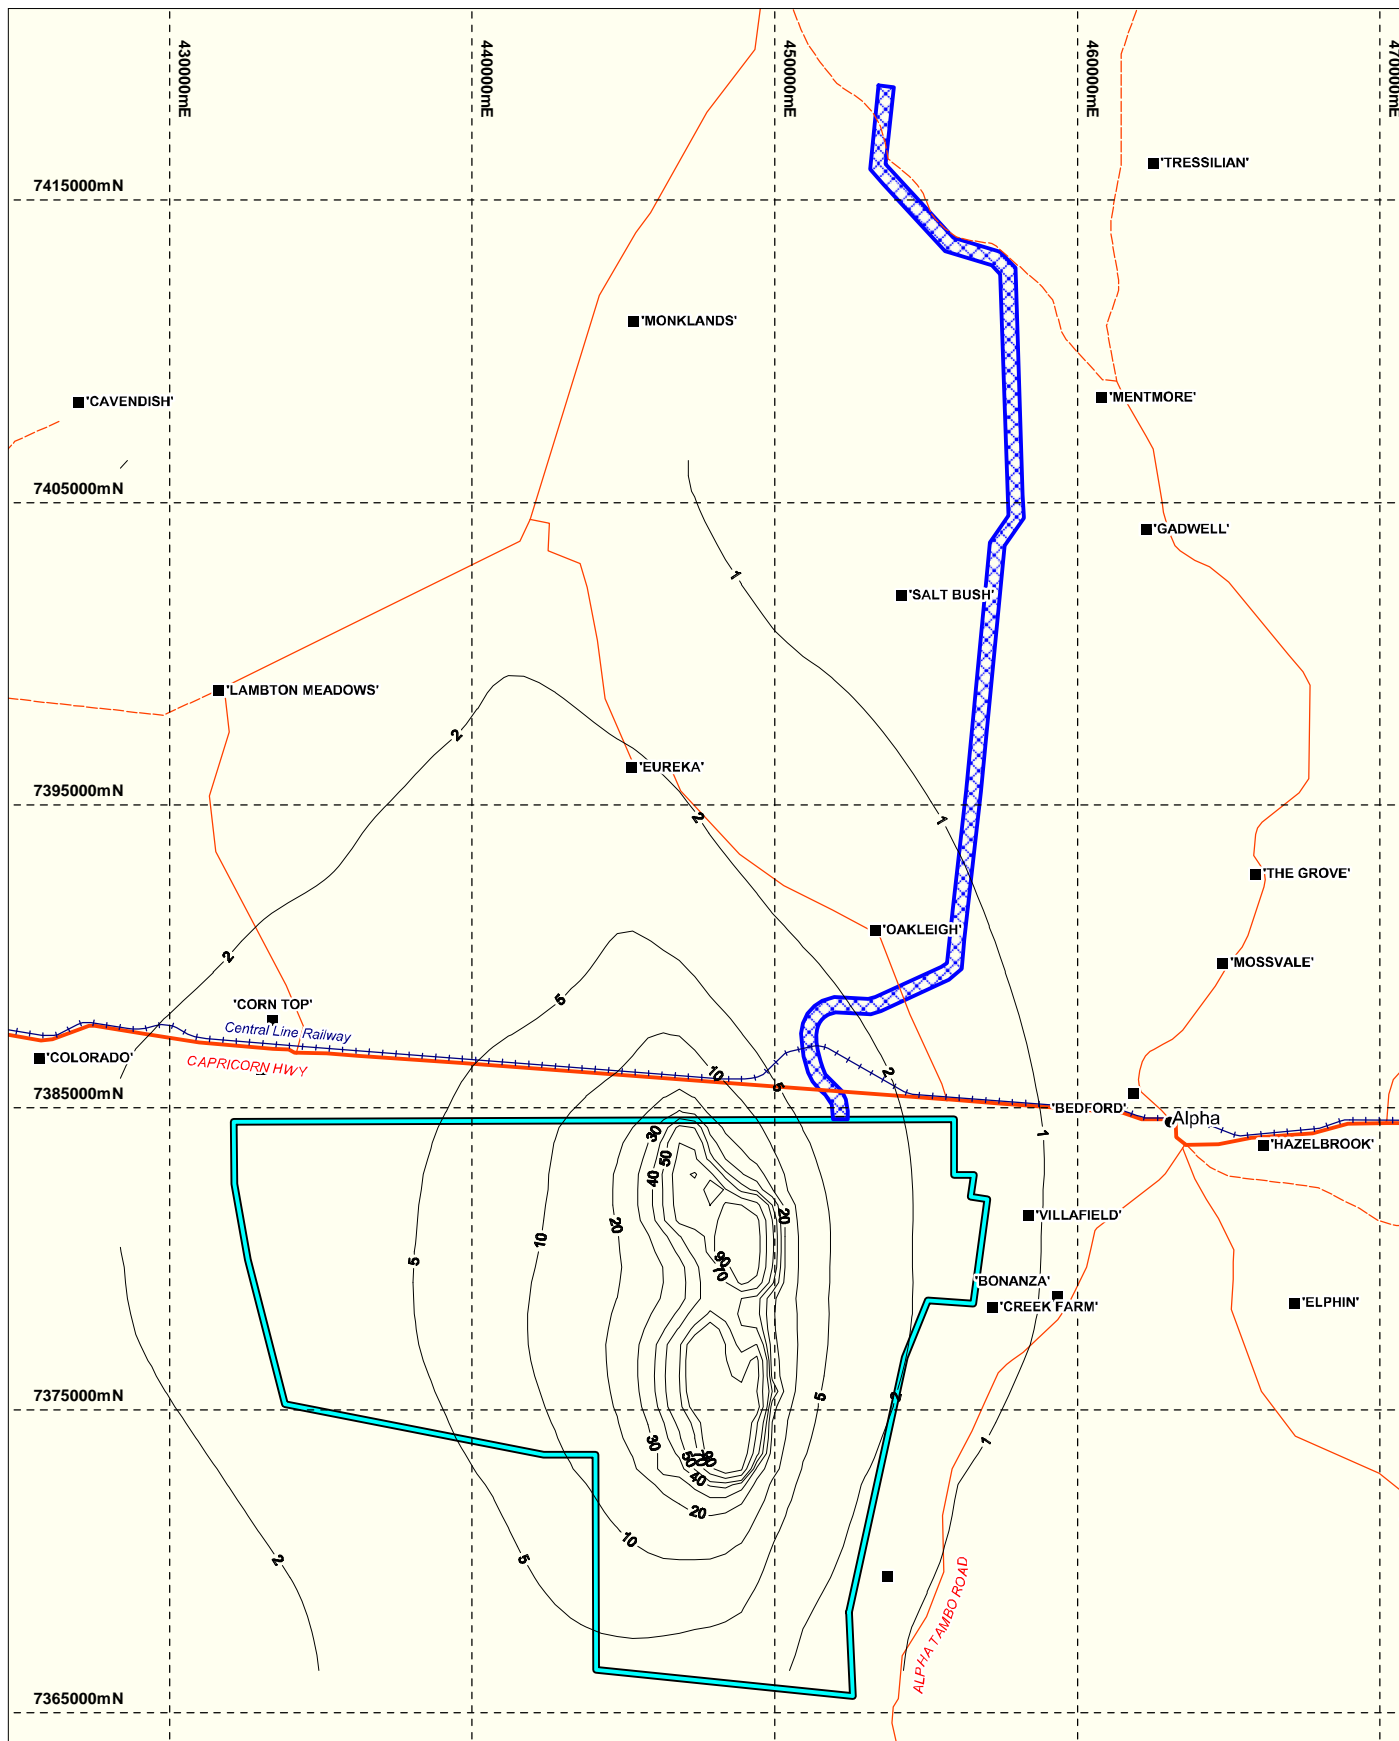 430000mE
440000mE
450000mE
460000mE
470000mE
'TRESSILIAN'
7415000mN
'MONKLANDS'
'CAVENDISH'
'MENTMORE'
7405000mN
'GADWELL'
1
'SALT BUSH'
'LAMBTON MEADOWS'
2
'EUREKA'
7395000mN
2
1
'THE GROVE'
'OAKLEIGH'
2
'MOSSVALE'
5
'CORN TOP'
Central Line Railway
'COLORADO'
CAPRICORN HWY
10
5
2
7385000mN
'BEDFORD'
Alpha
30
1
'HAZELBROOK'
50
40
20
20
'VILLAFIELD'
10
5
90
70
'BONANZA'
'CREEK FARM'
'ELPHIN'
7375000mN
5
2
30
1
50
70
90
40
20
10
5
2
ALPHA TAMBO ROAD
7365000mN